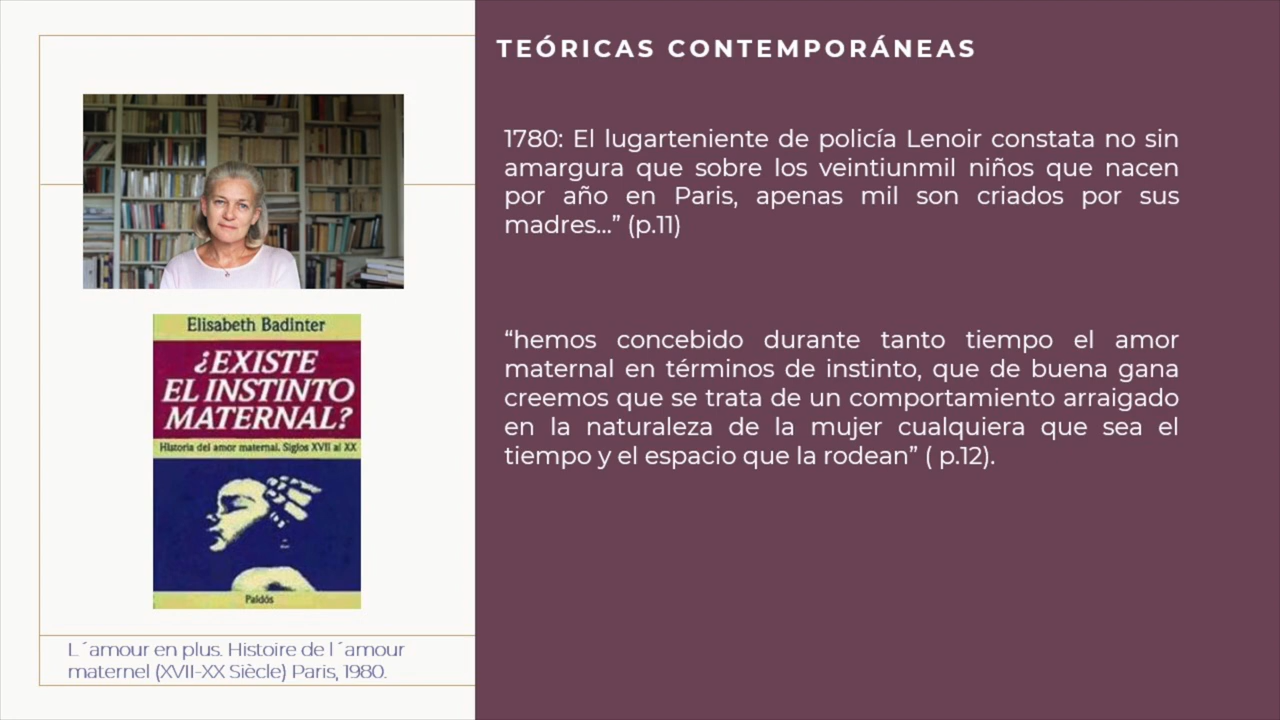 TEÓRICAS CONTEMPORÁNEAS
1780: El lugarteniente de policía Lenoir constata no sin
amargura que sobre los veintiunmil niños que nacen
por año en Paris, apenas mil son criados por sus
madres...” (p.11)
“hemos concebido durante tanto tiempo el amor
maternal en términos de instinto, que de buena gana
creemos que se trata de un comportamiento arraigado
en la naturaleza de la mujer cualquiera que sea el
tiempo y el espacio que la rodean” ( p.12).
Elisabeth Badinter
¿EXISTE
EL INSTINTO
MATERNAL?
Historia del amor maternal. Siglos XVII al XX
Paidós
L´amour en plus. Histoire de l´amour
maternel (XVII-XX Siècle) Paris, 1980.